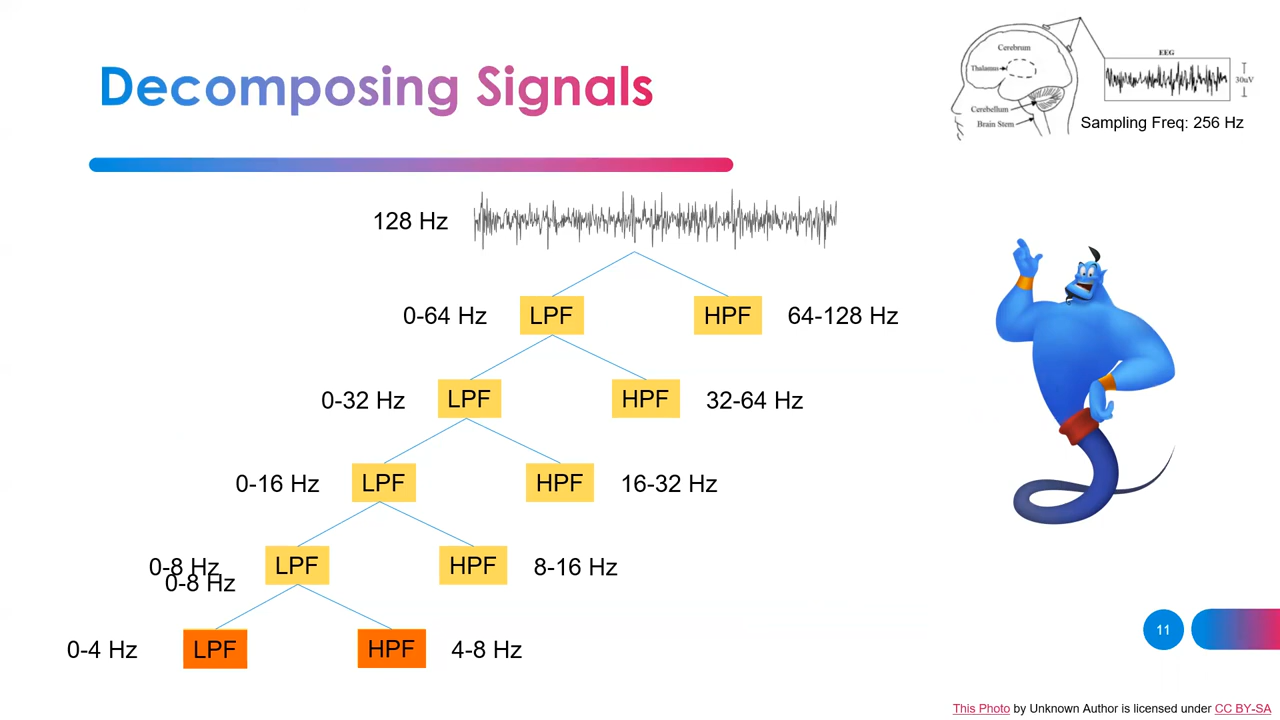 Decomposing Signals
Cerebrum
Thalamus
Cerebellum
Brain Stem
EEG
30uV
Sampling Freq: 256 Hz
128 Hz
0-64 Hz LPF HPF 64-128 Hz
0-32 Hz LPF HPF 32-64 Hz
0-16 Hz LPF HPF 16-32 Hz
0-8 Hz LPF HPF 8-16 Hz
0-8 Hz
0-4 Hz LPF HPF 4-8 Hz
11
This Photo by Unknown Author is licensed under CC BY-SA